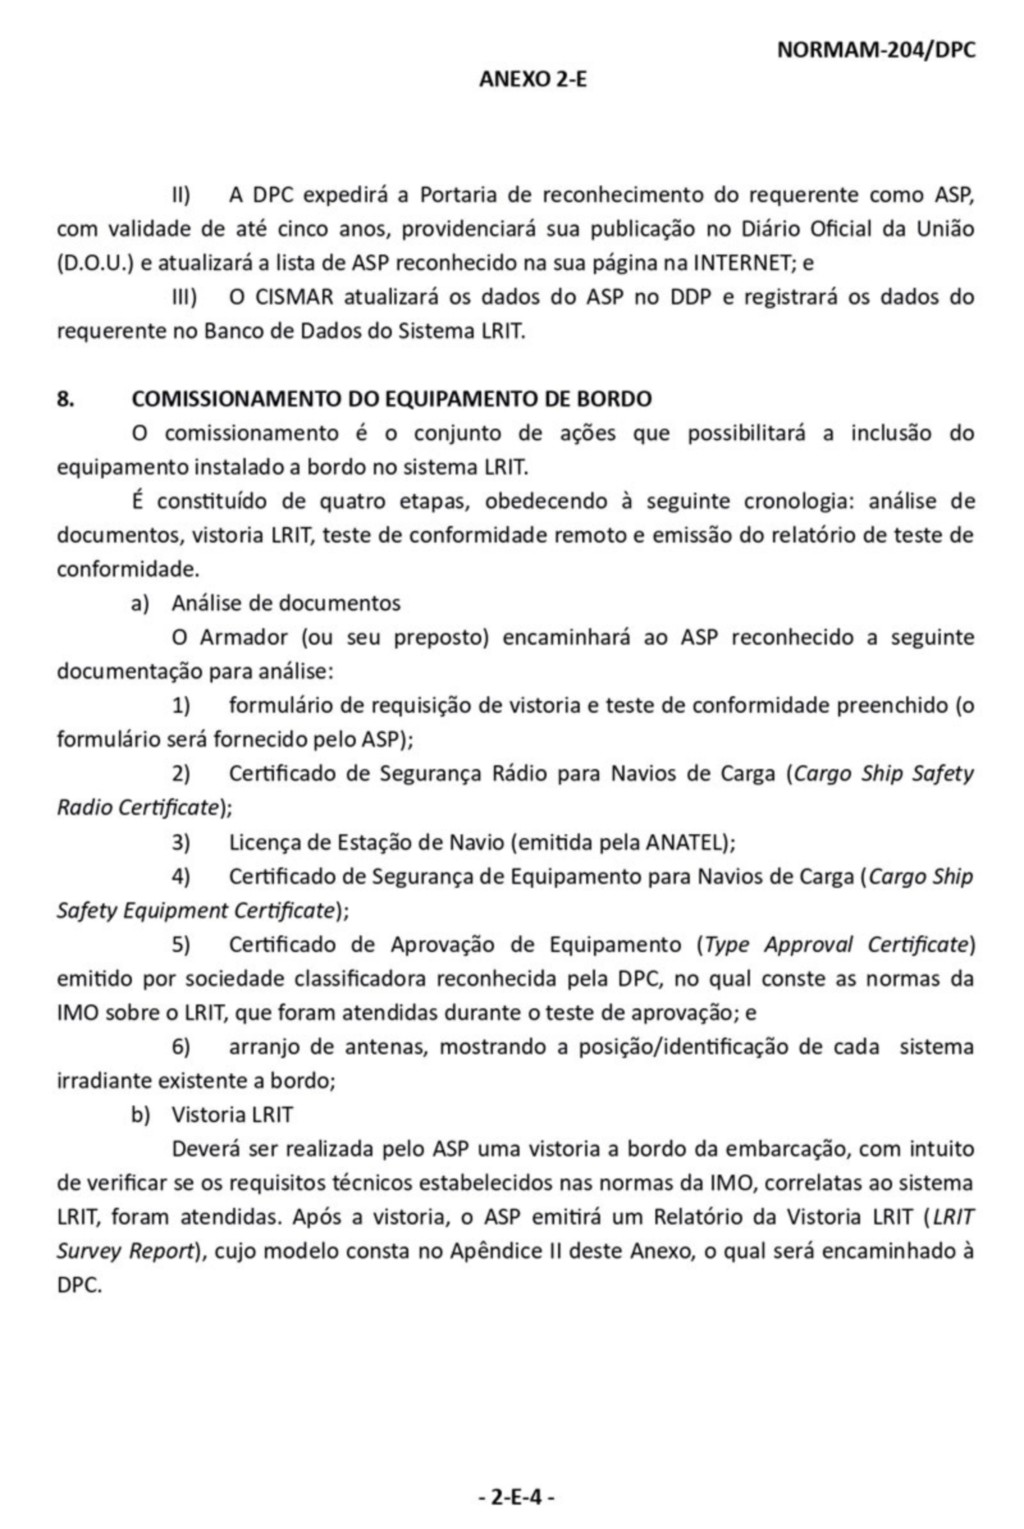 NORMAM-204/DPC
ANEXO 2-E
II) A DPC expedirá a Portaria de reconhecimento do requerente como ASP,
com validade de até cinco anos, providenciará sua publicação no Diário Oficial da União
(D.O.U.) e atualizará a lista de ASP reconhecido na sua página na INTERNET; e
III) O CISMAR atualizará os dados do ASP no DDP e registrará os dados do
requerente no Banco de Dados do Sistema LRIT.
8. COMISSIONAMENTO DO EQUIPAMENTO DE BORDO
O comissionamento é o conjunto de ações que possibilitará a inclusão do
equipamento instalado a bordo no sistema LRIT.
É constituído de quatro etapas, obedecendo à seguinte cronologia: análise de
documentos, vistoria LRIT, teste de conformidade remoto e emissão do relatório de teste de
conformidade.
a) Análise de documentos
O Armador (ou seu preposto) encaminhará ao ASP reconhecido a seguinte
documentação para análise:
1) formulário de requisição de vistoria e teste de conformidade preenchido (o
formulário será fornecido pelo ASP);
2) Certificado de Segurança Rádio para Navios de Carga (Cargo Ship Safety
Radio Certificate);
3) Licença de Estação de Navio (emitida pela ANATEL);
4) Certificado de Segurança de Equipamento para Navios de Carga (Cargo Ship
Safety Equipment Certificate);
5) Certificado de Aprovação de Equipamento (Type Approval Certificate)
emitido por sociedade classificadora reconhecida pela DPC, no qual conste as normas da
IMO sobre o LRIT, que foram atendidas durante o teste de aprovação; e
6) arranjo de antenas, mostrando a posição/identificação de cada sistema
irradiante existente a bordo;
b) Vistoria LRIT
Deverá ser realizada pelo ASP uma vistoria a bordo da embarcação, com intuito
de verificar se os requisitos técnicos estabelecidos nas normas da IMO, correlatas ao sistema
LRIT, foram atendidas. Após a vistoria, o ASP emitirá um Relatório da Vistoria LRIT (LRIT
Survey Report), cujo modelo consta no Apêndice II deste Anexo, o qual será encaminhado à
DPC.
- 2-E-4 -